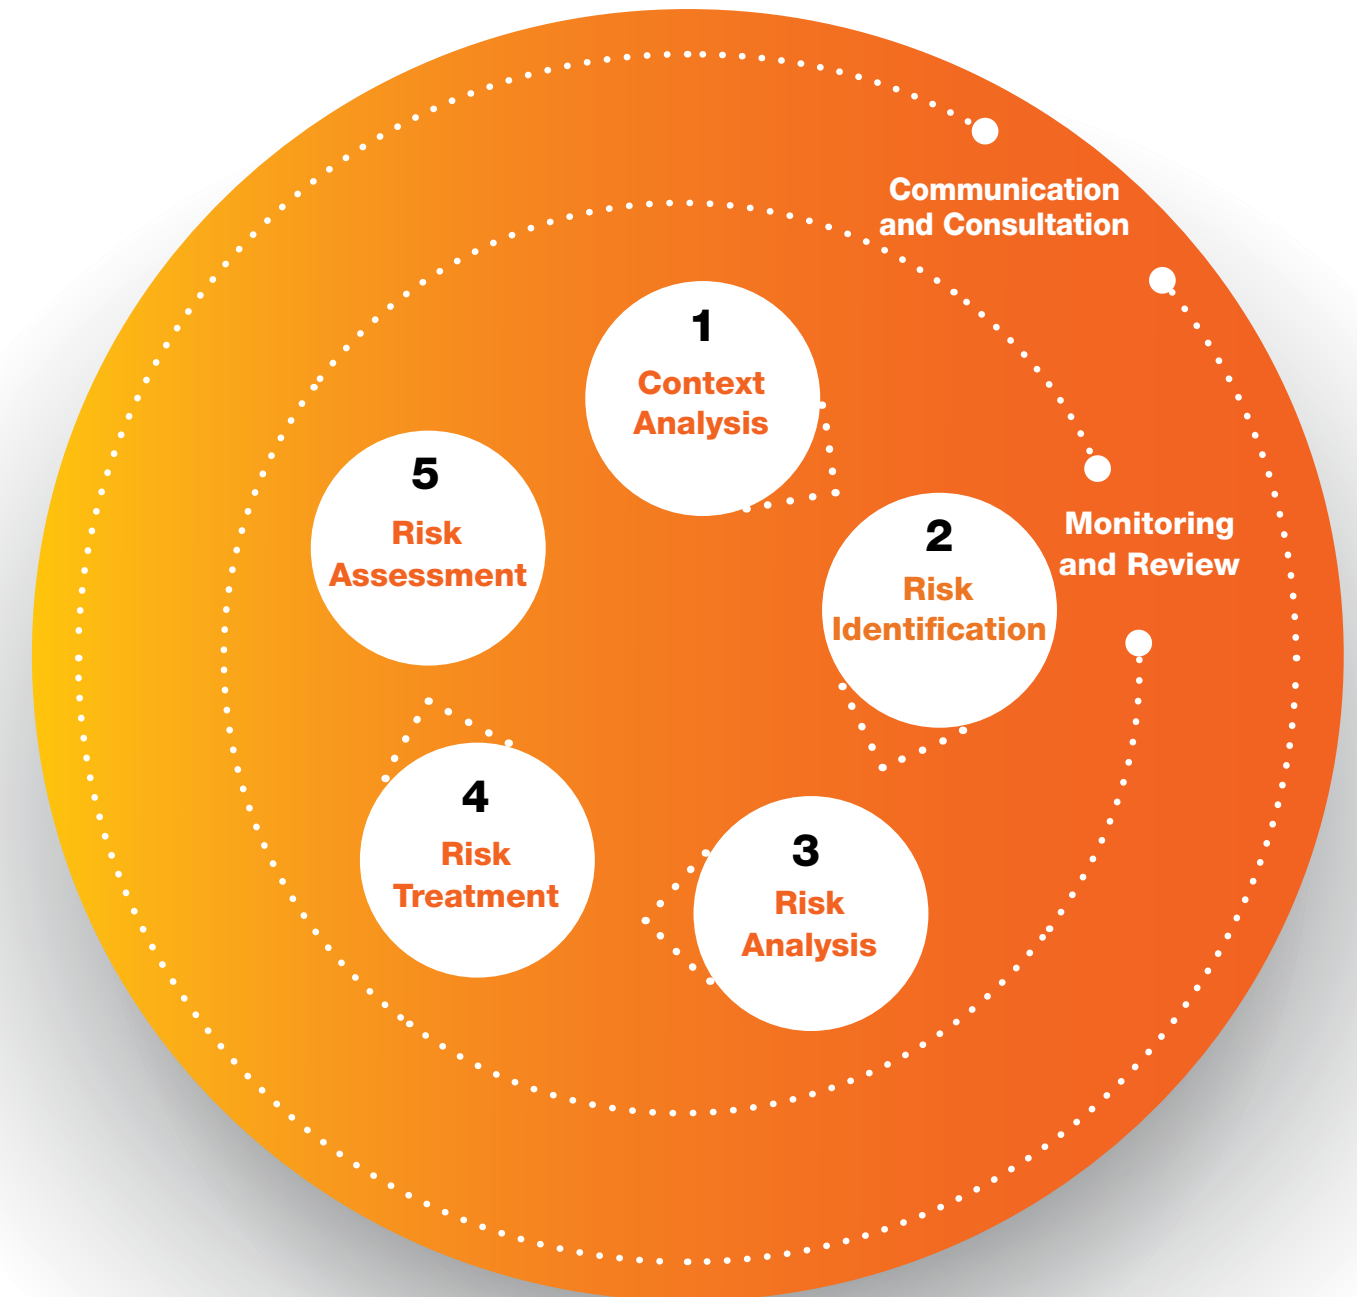 Communication
and Consultation
1
Context
Analysis
2
Risk
Identification
Monitoring
and Review
3
Risk
Analysis
4
Risk
Treatment
5
Risk
Assessment